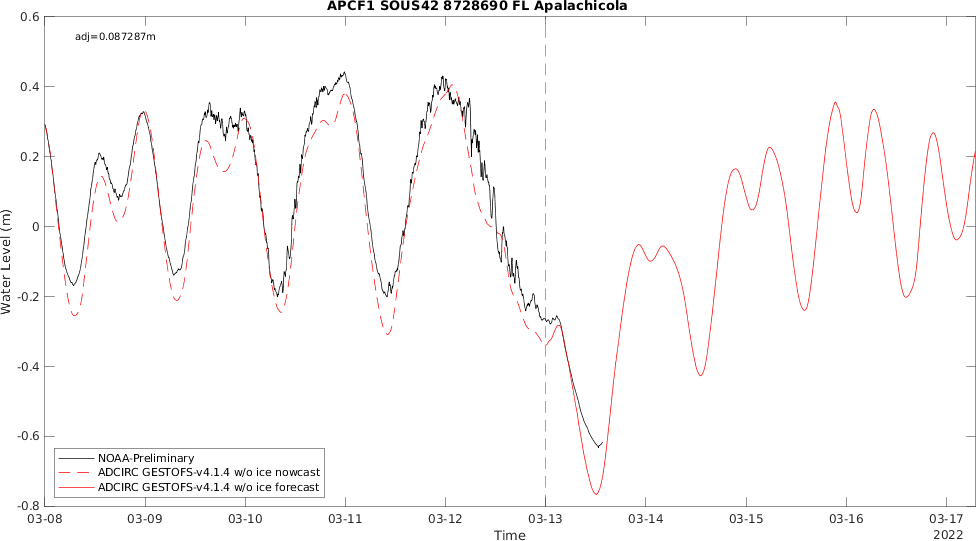 APCF1 SOUS42 8728690 FL Apalachicola
adj=0.087287m
Water Level (m)
0.6
0.4
0.2
0
-0.2
-0.4
-0.6
-0.8
NOAA-Preliminary
ADCIRC GESTOFS-v4.1.4 w/o ice nowcast
ADCIRC GESTOFS-v4.1.4 w/o ice forecast
03-08 03-09 03-10 03-11 03-12 03-13 03-14 03-15 03-16 03-17
Time
2022